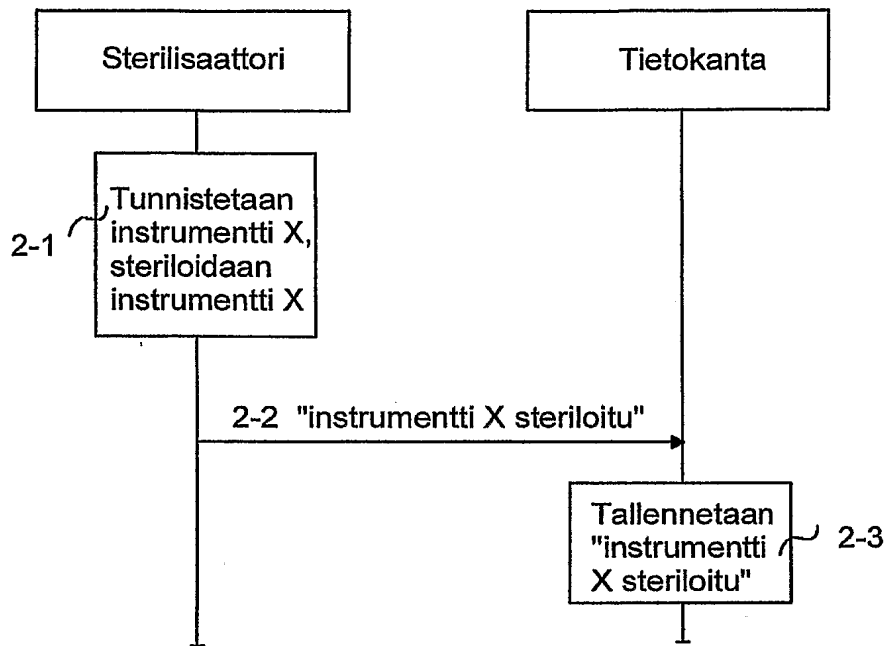 Sterilisaattori
Tietokanta
Tunnistetaan
instrumentti X,
steriloidaan
instrumentti X
2-1
2-2 "instrumentti X steriloitu"
Tallennetaan
"instrumentti
X steriloitu"
2-3